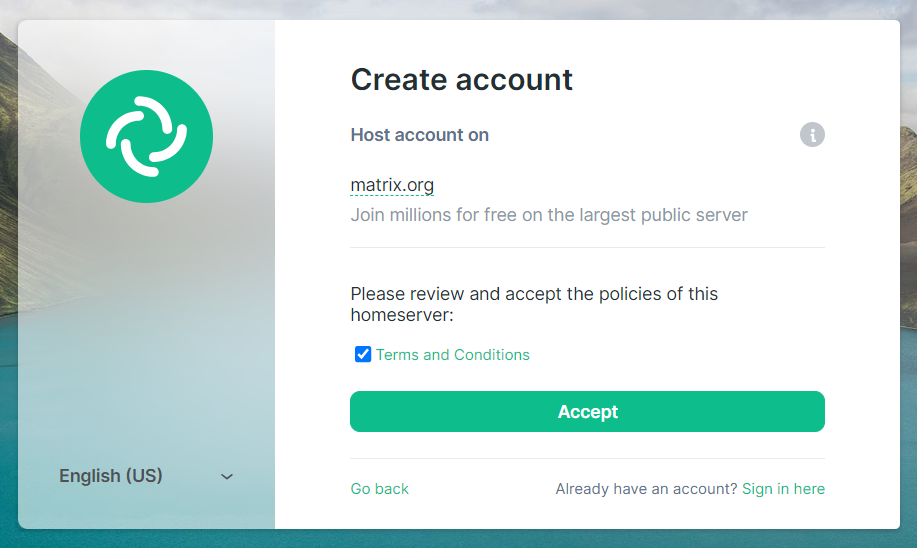 Create account
Host account on
matrix.org
Join millions for free on the largest public server
Please review and accept the policies of this
homeserver:
Terms and Conditions
Accept
English (US)
Go back
Already have an account? Sign in here